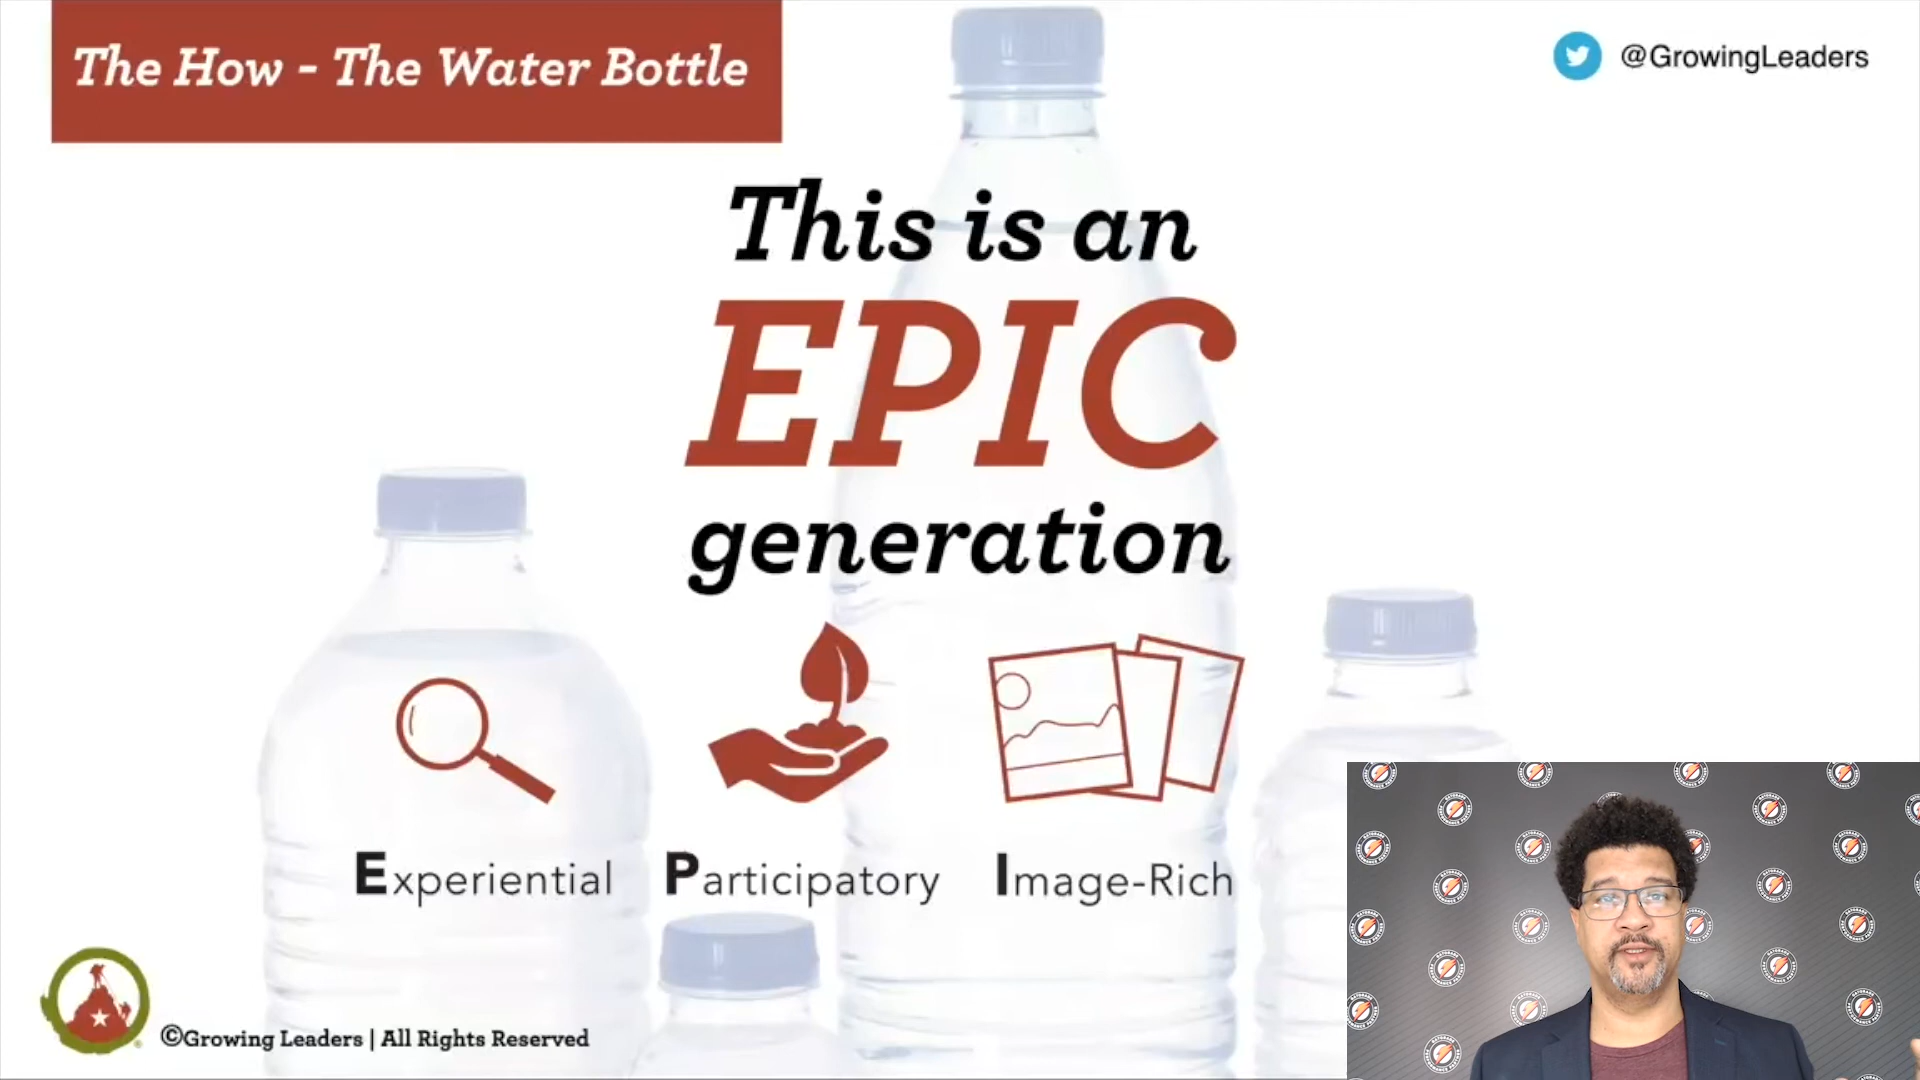 The How - The Water Bottle
@GrowingLeaders
This is an
EPIC
generation
Experiential
Participatory
Image-Rich
©Growing Leaders | All Rights Reserved